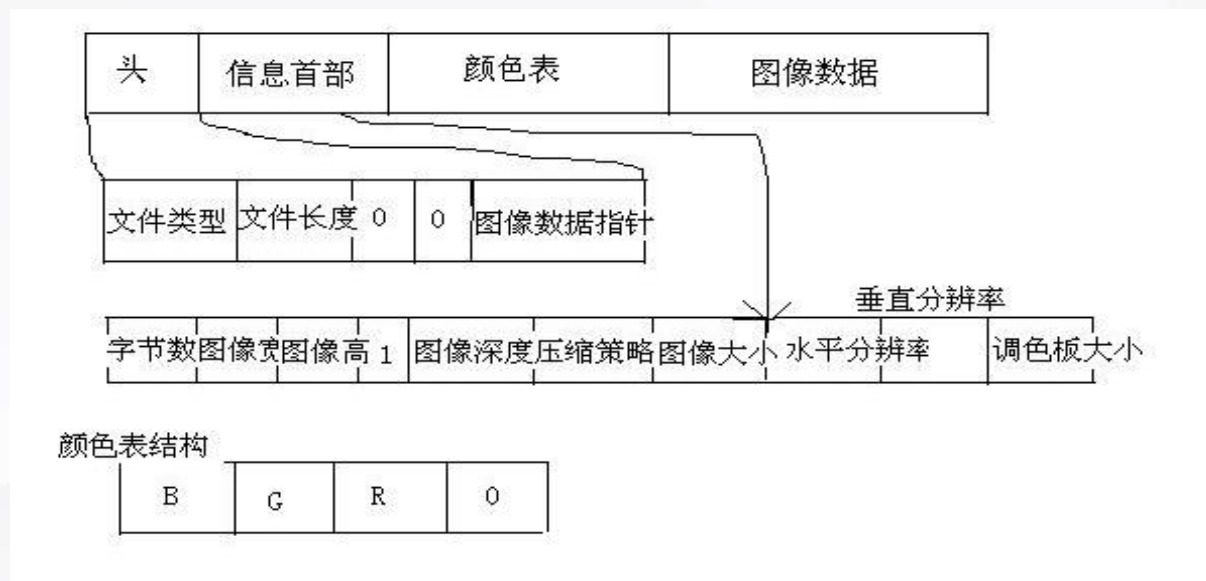 头 信息首部 颜色表 图像数据
文件类型 文件长度 0 0 图像数据指针
垂直分辨率
字节数 图像宽 图像高 1 图像深度 压缩策略 图像大小 水平分辨率 调色板大小
颜色表结构
B G R 0